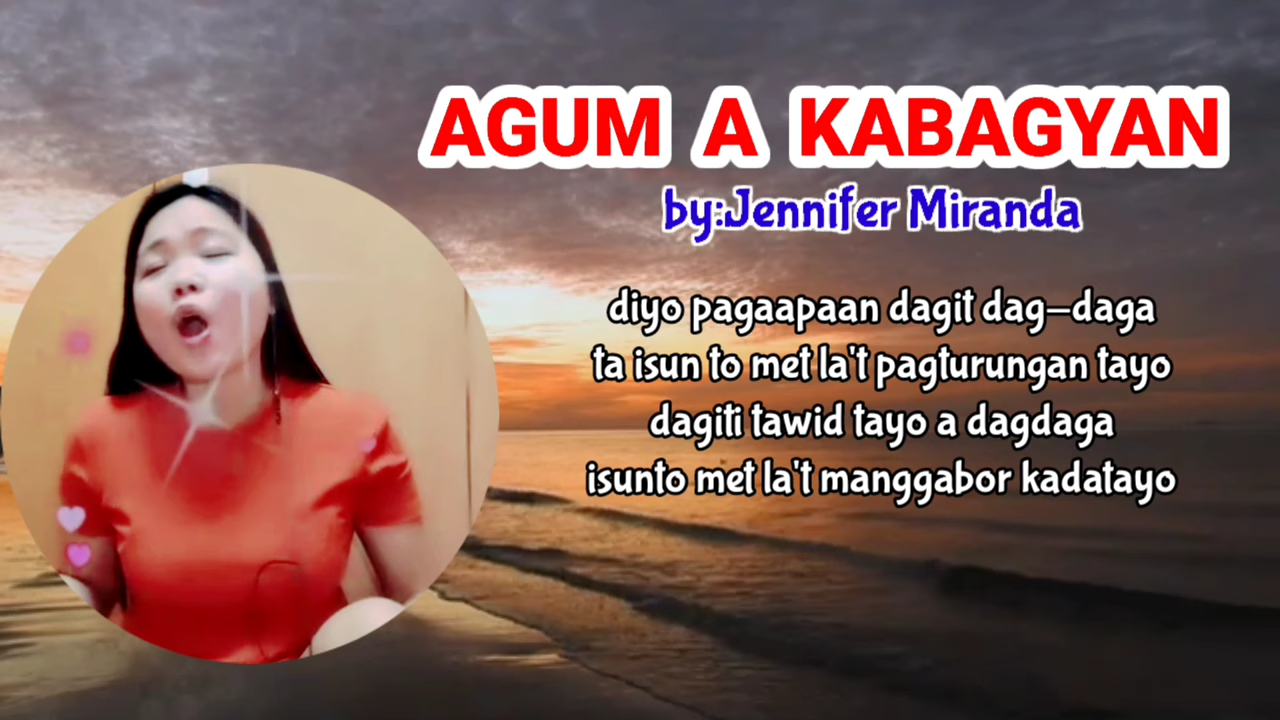 AGUM A KABAGYAN
by:Jennifer Miranda
diyo pagaapaan dagit dag-daga
ta isun to met la't pagturungan tayo
dagiti tawid tayo a dagdaga
isunto met la't manggabor kadatayo